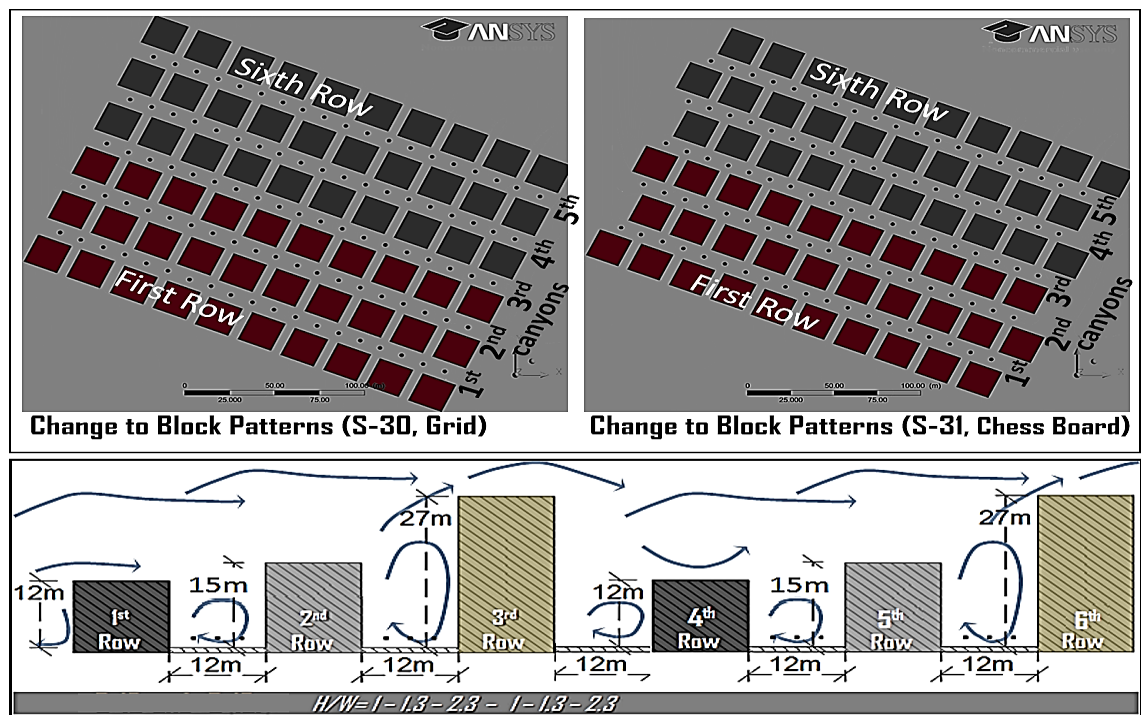 ANSYS
Sixth Row
First Row
1st
2nd
3rd
4th
5th
canyons
Z
X
0
25.000
50.00
75.00
100.00
Change to Block Patterns (S-30, Grid)
ANSYS
Sixth Row
First Row
1st
2nd
3rd
4th
5th
canyons
Z
X
0
25.000
50.00
75.00
100.00 (m)
Change to Block Patterns (S-31, Chess Board)
27m
27m
12m
15m
12m
15m
1st Row
2nd Row
3rd Row
4th Row
5th Row
6th Row
12m
12m
12m
12m
12m
H/W= 1 - 1.3 - 2.3 - 1 - 1.3 - 2.3